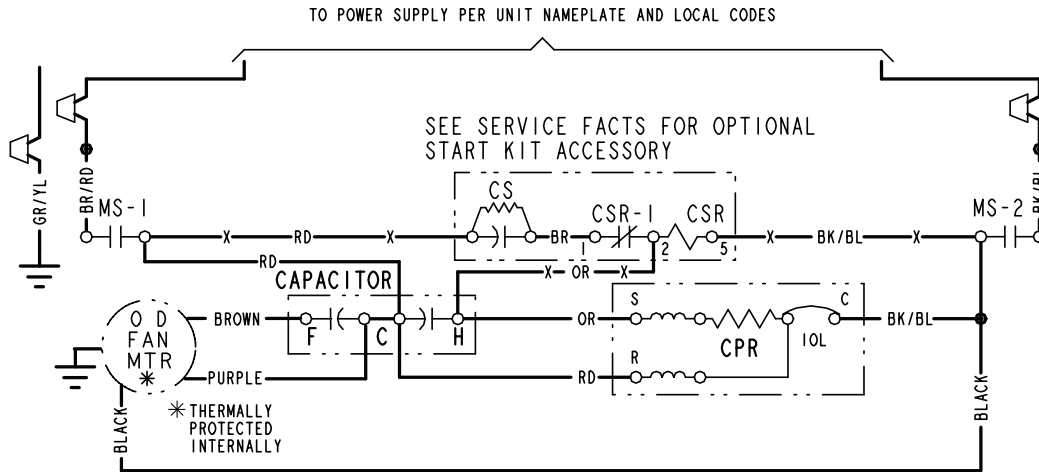 TO POWER SUPPLY PER UNIT NAMEPLATE AND LOCAL CODES
SEE SERVICE FACTS FOR OPTIONAL
START KIT ACCESSORY
GR/YL
BR/RD
MS-1
X
RD
X
CS
BR
1
CSR-1
2
CSR
5
X
BK/BL
X
MS-2
BK/BL
RD
X
OR
X
CAPACITOR
F
C
H
O D
FAN
MTR
*
BROWN
PURPLE
BLACK
* THERMALLY
PROTECTED
INTERNALLY
OR
S
CPR
IOL
C
BK/BL
RD
R
BLACK